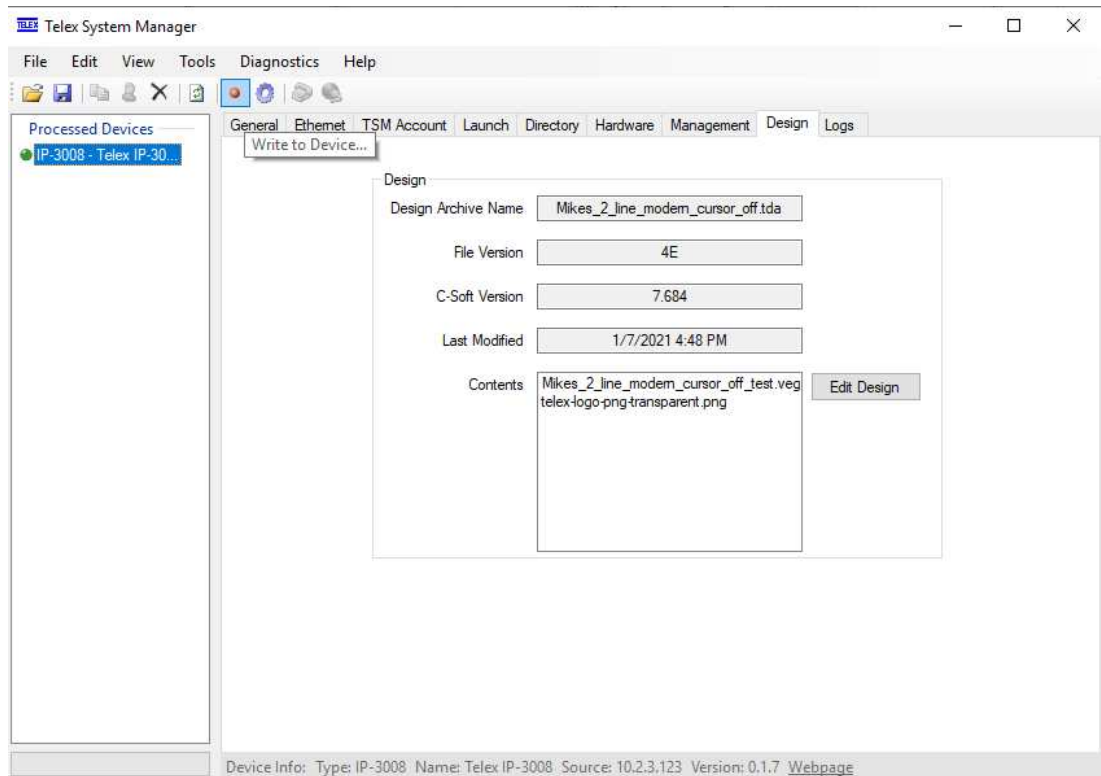 TELEX Telex System Manager
File Edit View Tools Diagnostics Help
Processed Devices
IP-3008 - Telex IP-30...
General Ethernet TSM Account Launch Directory Hardware Management Design Logs
Write to Device...
Design
Design Archive Name Mikes_2_line_modern_cursor_off.tda
File Version 4E
C-Soft Version 7.684
Last Modified 1/7/2021 4:48 PM
Contents Mikes_2_line_modern_cursor_off_test.veg
telex-logo-png-transparent.png
Edit Design
Device Info: Type: IP-3008 Name: Telex IP-3008 Source: 10.2.3.123 Version: 0.1.7 Webpage